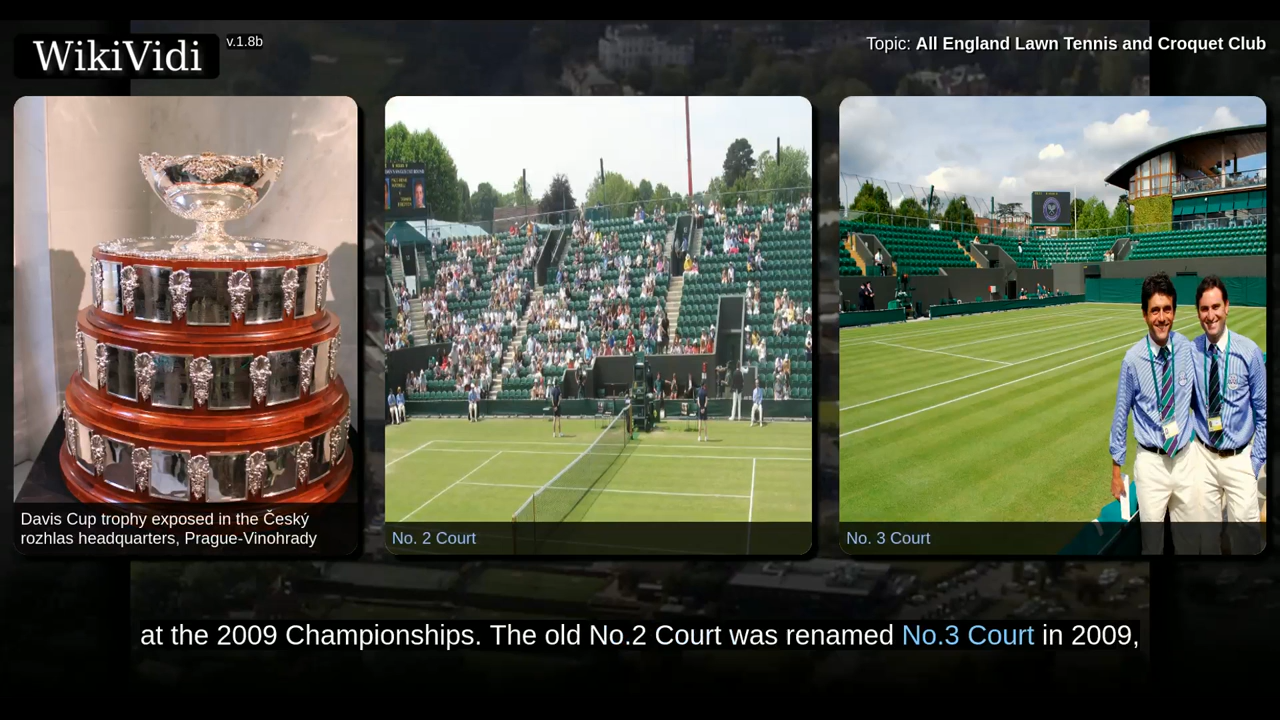 WikiVidi
v.1.8b
Topic: All England Lawn Tennis and Croquet Club
Davis Cup trophy exposed in the Český
rozhlas headquarters, Prague-Vinohrady
No. 2 Court
No. 3 Court
at the 2009 Championships. The old No.2 Court was renamed No.3 Court in 2009,